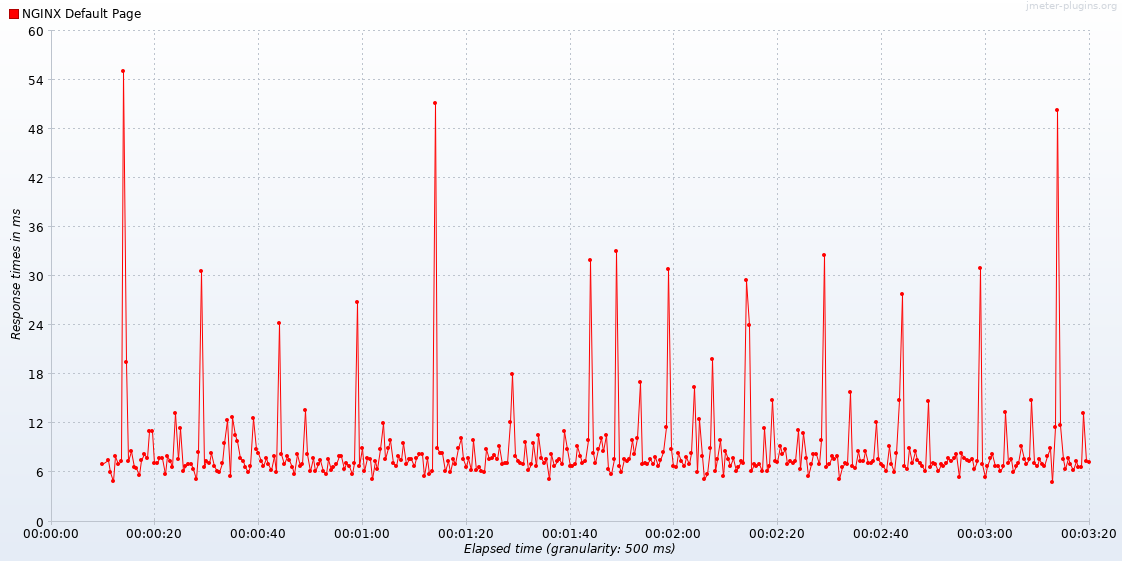 NGINX Default Page
jmeter-plugins.org
60
54
48
42
36
30
24
18
12
6
0
Response times in ms
00:00:00 00:00:20 00:00:40 00:01:00 00:01:20 00:01:40 00:02:00 00:02:20 00:02:40 00:03:00 00:03:20
Elapsed time (granularity: 500 ms)